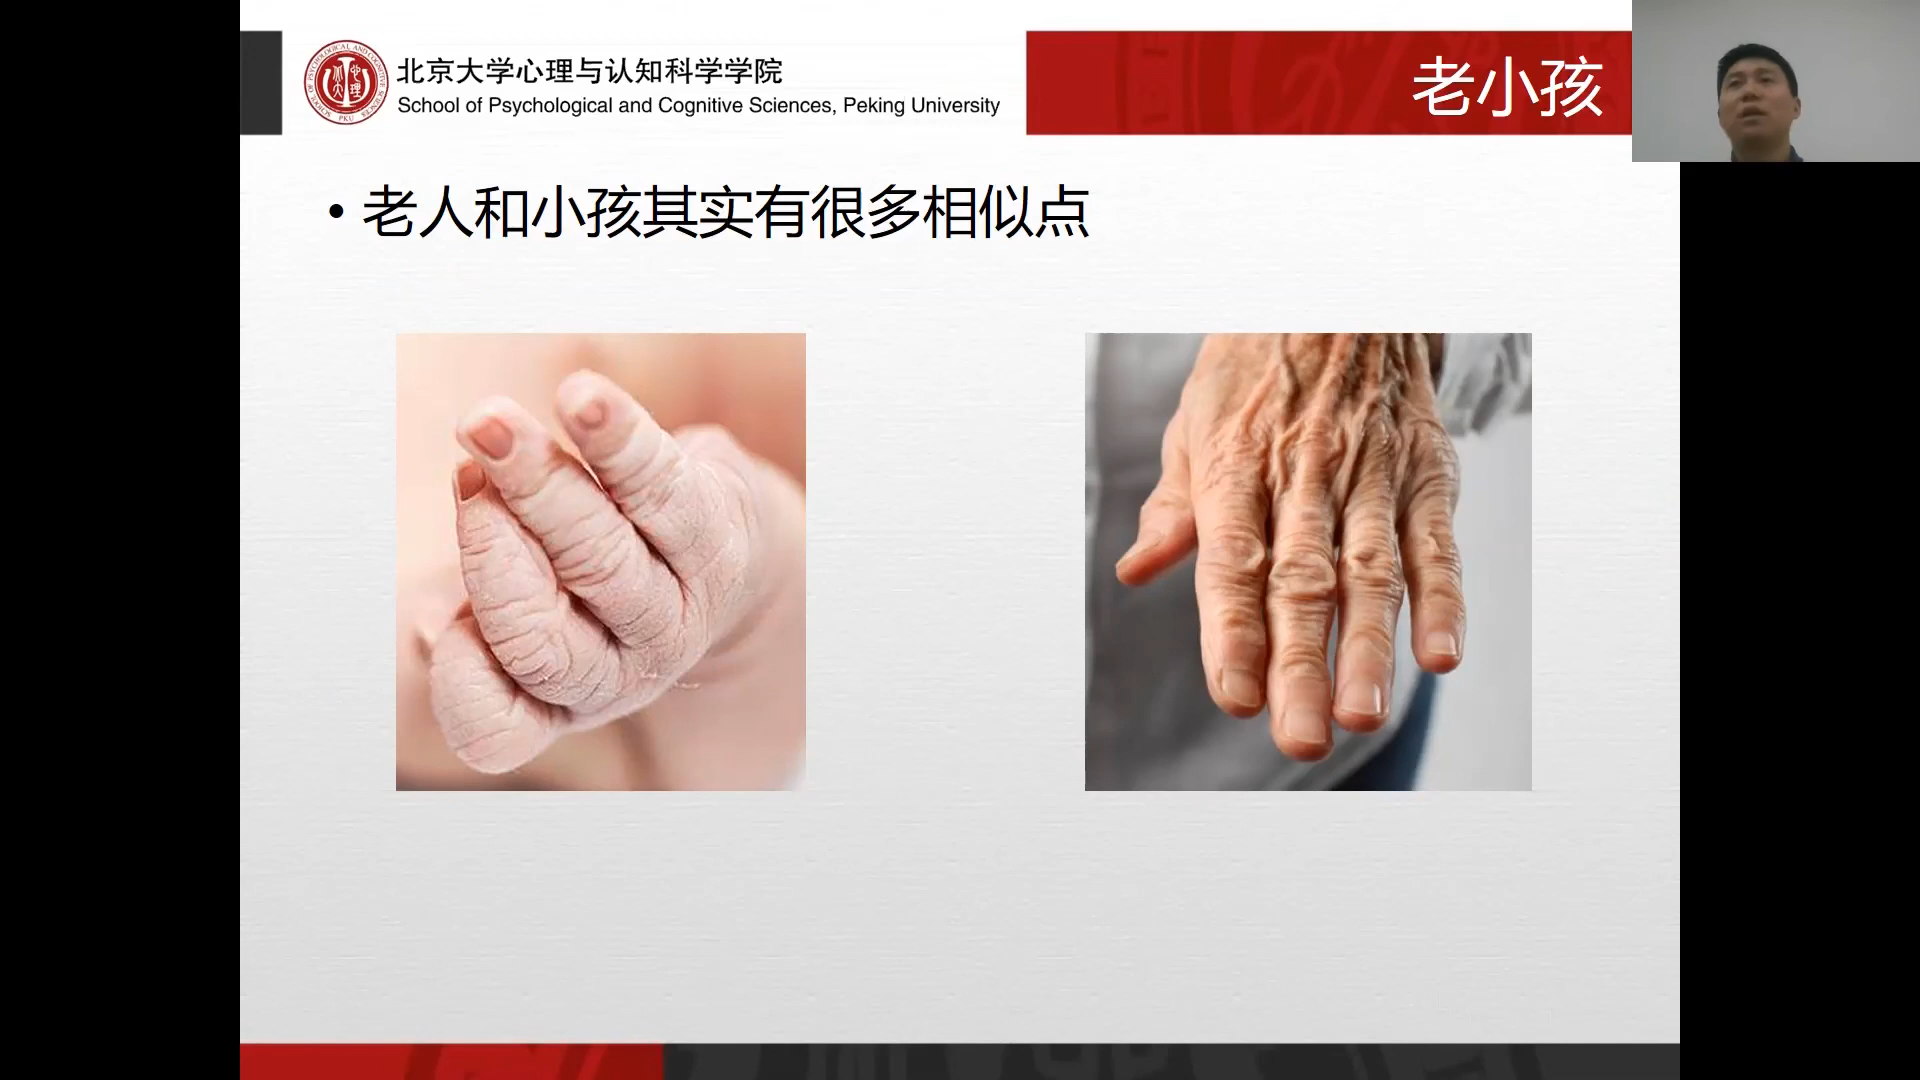 北京大学心理与认知科学学院
School of Psychological and Cognitive Sciences, Peking University
老小孩
• 老人和小孩其实有很多相似点